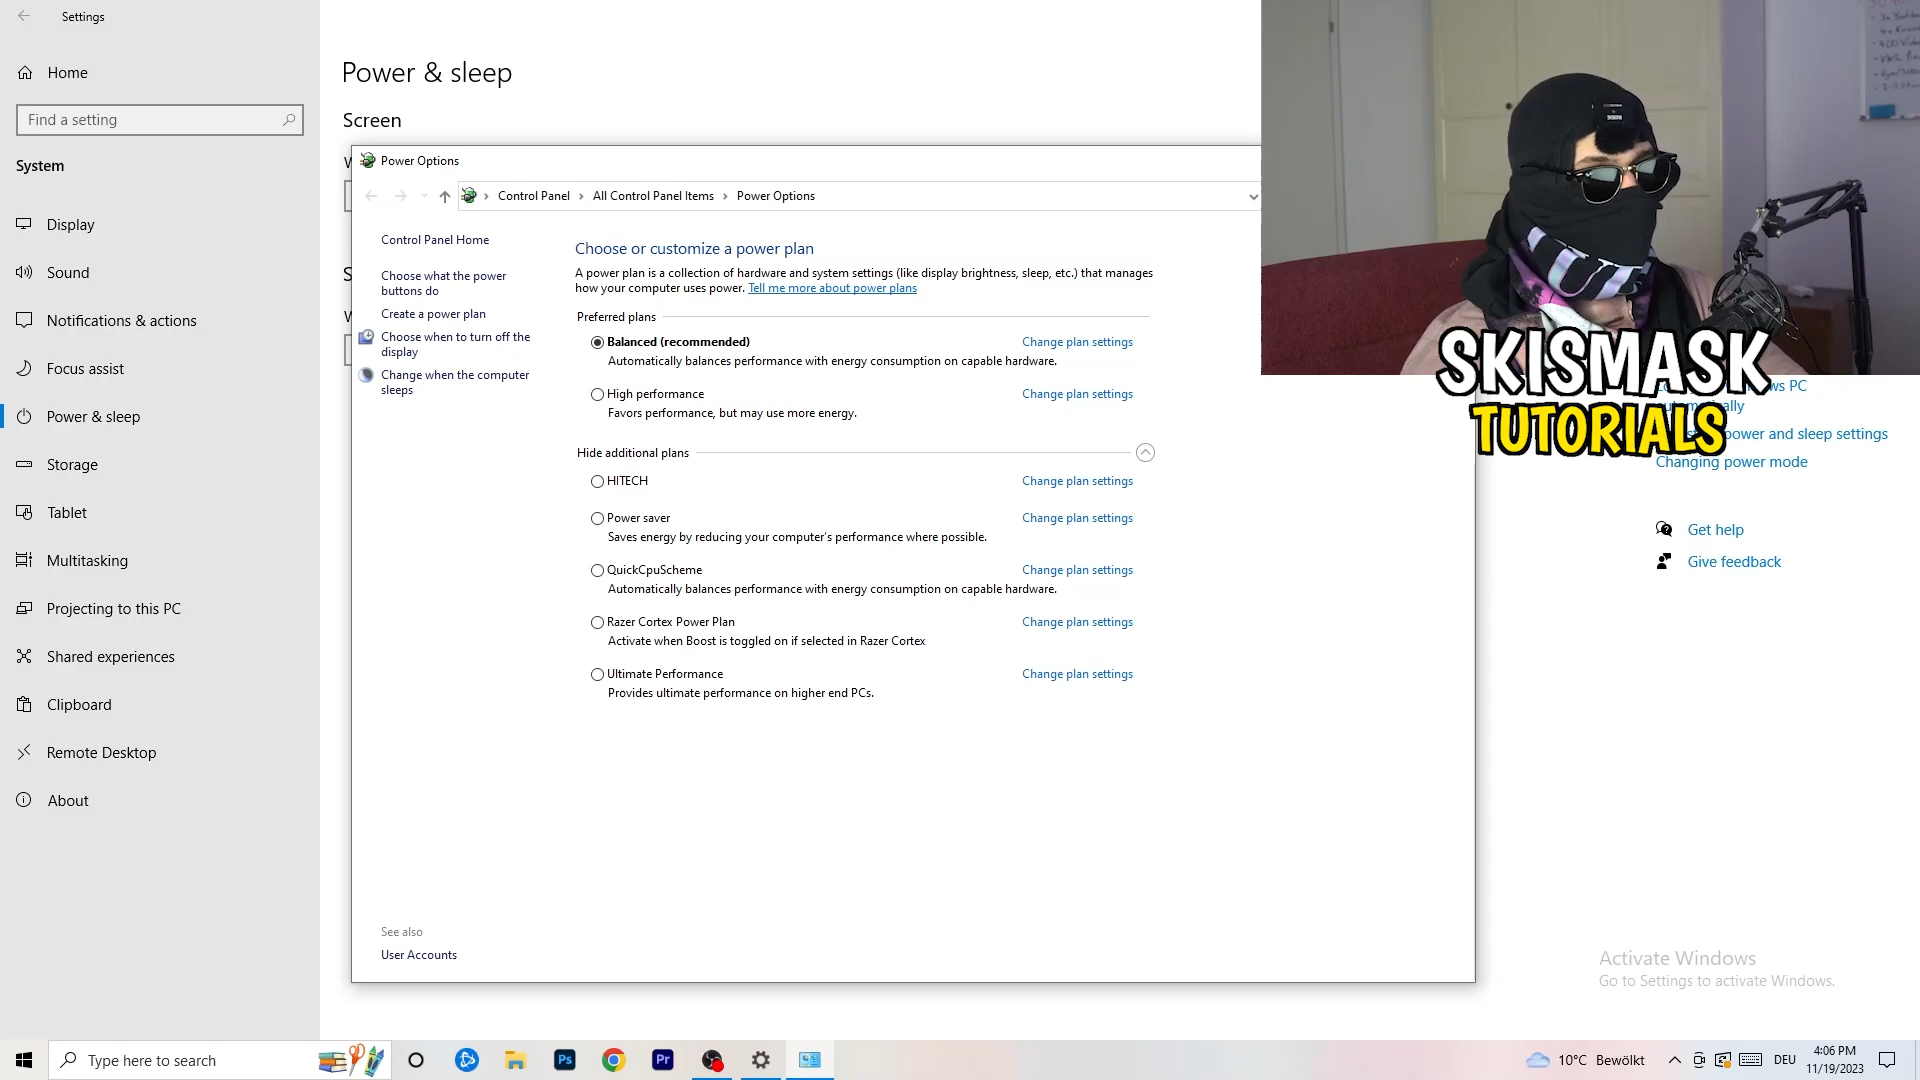 Settings
Home
Find a setting
System
Display
Sound
Notifications & actions
Focus assist
Power & sleep
Storage
Tablet
Multitasking
Projecting to this PC
Shared experiences
Clipboard
Remote Desktop
About
Power & sleep
Screen
Power Options
Control Panel
All Control Panel Items
Power Options
Control Panel Home
Choose what the power
buttons do
Create a power plan
Choose when to turn off the
display
Change when the computer
sleeps
See also
User Accounts
Choose or customize a power plan
A power plan is a collection of hardware and system settings (like display brightness, sleep, etc.) that manages
how your computer uses power. Tell me more about power plans
Preferred plans
Balanced (recommended) Change plan settings
Automatically balances performance with energy consumption on capable hardware.
High performance Change plan settings
Favors performance, but may use more energy.
Hide additional plans
HITECH Change plan settings
Power saver Change plan settings
Saves energy by reducing your computer's performance where possible.
QuickCpuScheme Change plan settings
Automatically balances performance with energy consumption on capable hardware.
Razer Cortex Power Plan Change plan settings
Activate when Boost is toggled on if selected in Razer Cortex
Ultimate Performance Change plan settings
Provides ultimate performance on higher end PCs.
SKISMASK
TUTORIALS
PC
power and sleep settings
Changing power mode
Get help
Give feedback
Activate Windows
Go to Settings to activate Windows.
Type here to search
Ps
Pr
10°C Bewölkt
DEU
4:06 PM
11/19/2023